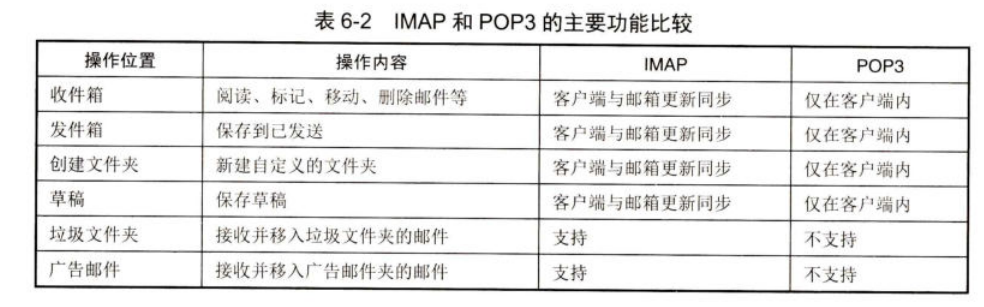 表 6-2 IMAP 和 POP3 的主要功能比较
操作位置 操作内容 IMAP POP3
收件箱 阅读、标记、移动、删除邮件等 客户端与邮箱更新同步 仅在客户端内
发件箱 保存到已发送 客户端与邮箱更新同步 仅在客户端内
创建文件夹 新建自定义的文件夹 客户端与邮箱更新同步 仅在客户端内
草稿 保存草稿 客户端与邮箱更新同步 仅在客户端内
垃圾文件夹 接收并移入垃圾文件夹的邮件 支持 不支持
广告邮件 接收并移入广告邮件夹的邮件 支持 不支持